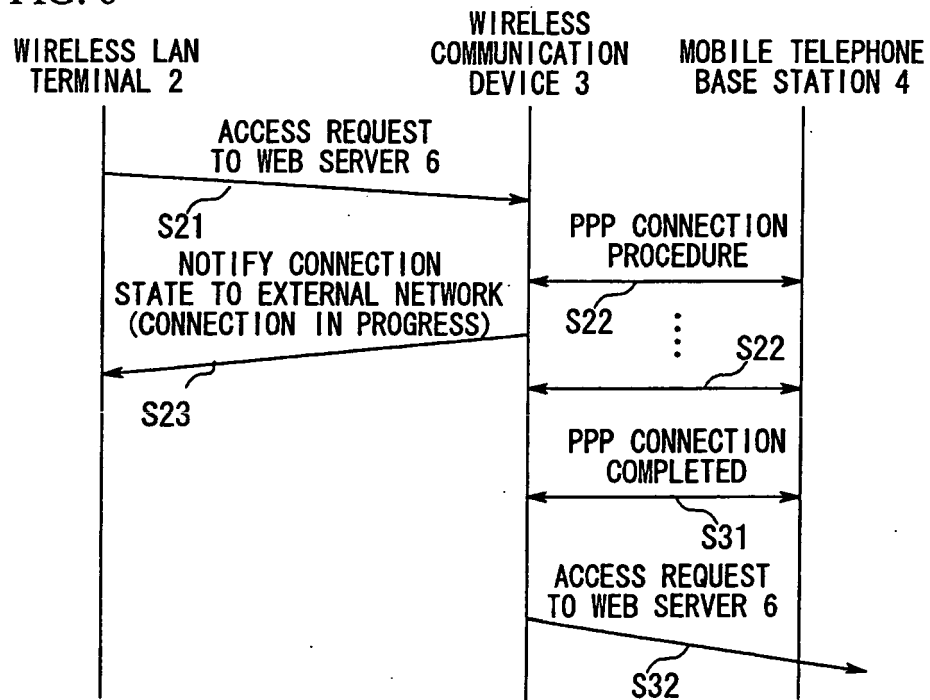 WIRELESS LAN
TERMINAL 2
WIRELESS
COMMUNICATION
DEVICE 3
MOBILE TELEPHONE
BASE STATION 4
ACCESS REQUEST
TO WEB SERVER 6
S21
PPP CONNECTION
PROCEDURE
S22
NOTIFY CONNECTION
STATE TO EXTERNAL NETWORK
(CONNECTION IN PROGRESS)
S22
S23
PPP CONNECTION
COMPLETED
S31
ACCESS REQUEST
TO WEB SERVER 6
S32